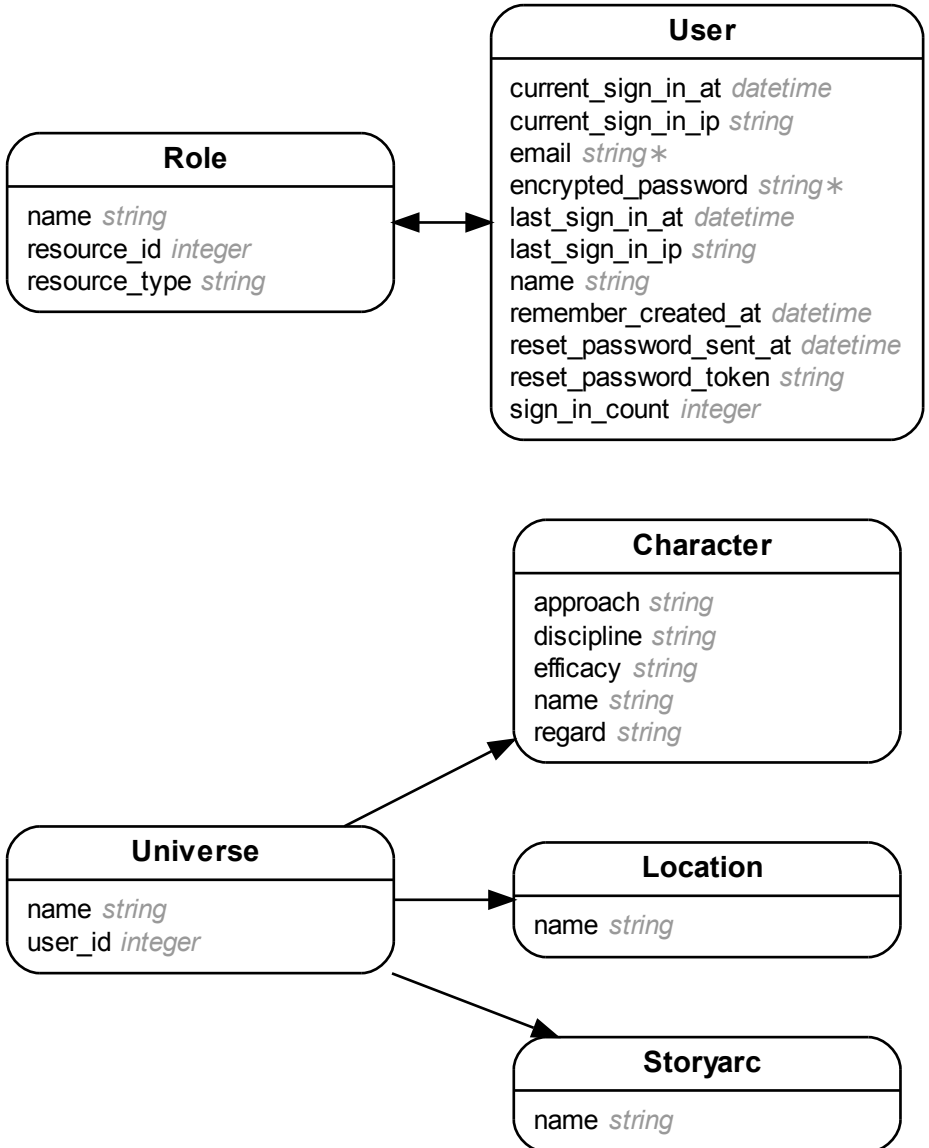 User
current_sign_in_at datetime
current_sign_in_ip string
email string∗
encrypted_password string∗
last_sign_in_at datetime
last_sign_in_ip string
name string
remember_created_at datetime
reset_password_sent_at datetime
reset_password_token string
sign_in_count integer
Role
name string
resource_id integer
resource_type string
Character
approach string
discipline string
efficacy string
name string
regard string
Universe
name string
user_id integer
Location
name string
Storyarc
name string